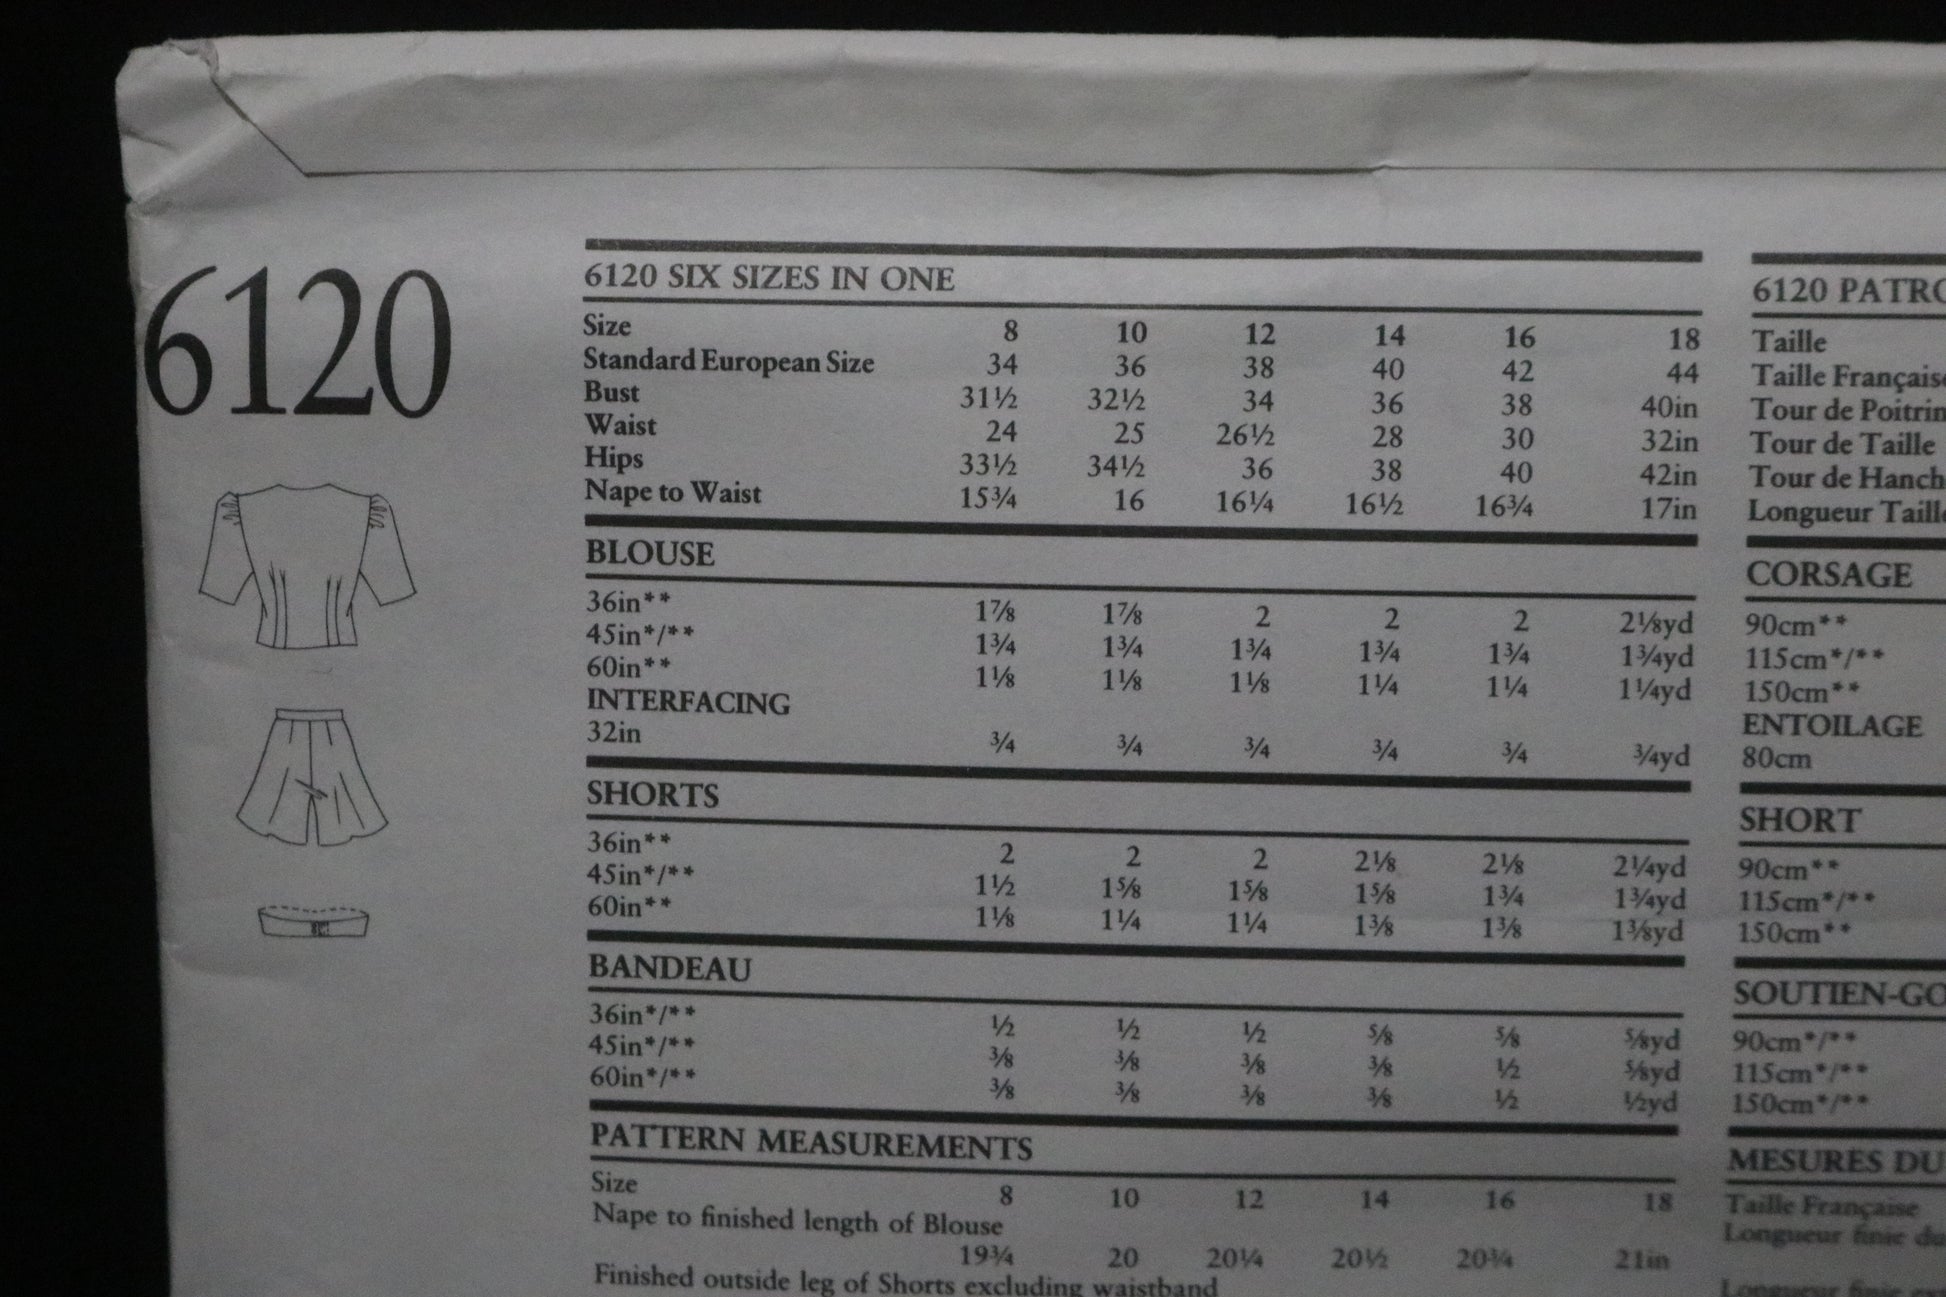 6120
6120 SIX SIZES IN ONE
Size 8 10 12 14 16 18
Standard European Size 34 36 38 40 42 44
Bust 31½ 32½ 34 36 38 40in
Waist 24 25 26½ 28 30 32in
Hips 33½ 34½ 36 38 40 42in
Nape to Waist 15¾ 16 16¼ 16½ 16¾ 17in
BLOUSE
36in** 1⅞ 1⅞ 2 2 2 2⅛yd
45in*/** 1¾ 1¾ 1¾ 1¾ 1¾ 1¾yd
60in** 1⅛ 1⅛ 1⅛ 1¼ 1¼ 1¼yd
INTERFACING
32in ¾ ¾ ¾ ¾ ¾ ¾yd
SHORTS
36in** 2 2 2 2⅛ 2⅛ 2¼yd
45in*/** 1½ 1⅝ 1⅝ 1⅝ 1¾ 1¾yd
60in** 1⅛ 1¼ 1¼ 1⅜ 1⅜ 1⅜yd
BANDEAU
36in*/** ½ ½ ½ ⅝ ⅝ ⅝yd
45in*/** ⅜ ⅜ ⅜ ⅜ ½ ⅝yd
60in*/** ⅜ ⅜ ⅜ ⅜ ½ ½yd
PATTERN MEASUREMENTS
Size 8 10 12 14 16 18
Nape to finished length of Blouse
19¾ 20 20¼ 20½ 20¾ 21in
Finished outside leg of Shorts excluding waistband
6120 PATRO
Taille
Taille Française
Tour de Poitrin
Tour de Taille
Tour de Hanch
Longueur Taille
CORSAGE
90cm**
115cm*/**
150cm**
ENTOILAGE
80cm
SHORT
90cm**
115cm*/**
150cm**
SOUTIEN-GO
90cm*/**
115cm*/**
150cm*/**
MESURES DU
Taille Française
Longueur finie du
Longueur finie